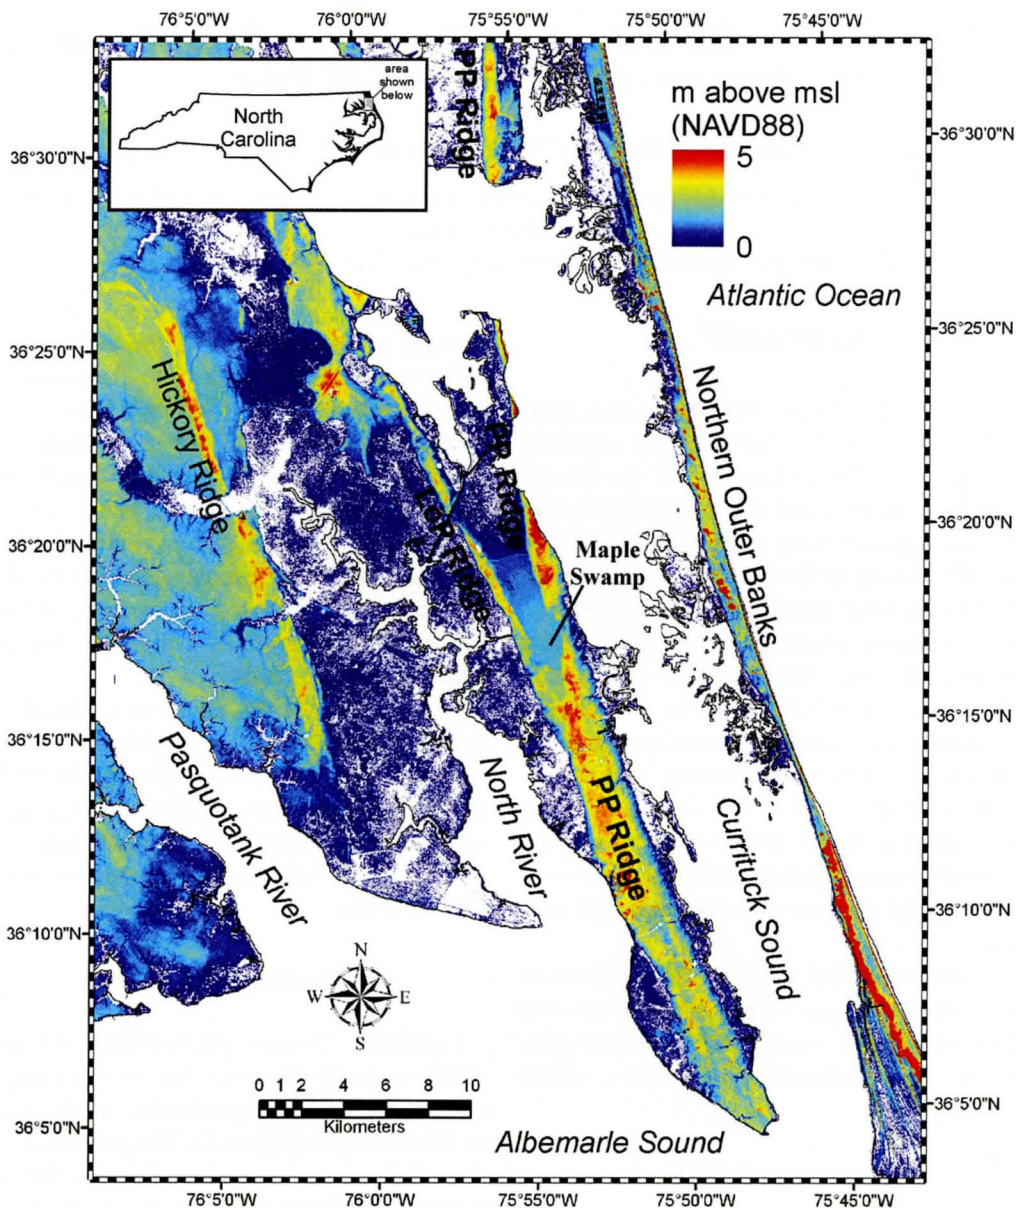 76°5'0"W
76°0'0"W
75°55'0"W
75°50'0"W
75°45'0"W
area
shown
below
North
Carolina
PP Ridge
m above msl
(NAVD88)
5
0
36°30'0"N
36°30'0"N
Atlantic Ocean
36°25'0"N
36°25'0"N
Hickory Ridge
Northern Outer Banks
PP Ridge
LeR Ridge
36°20'0"N
36°20'0"N
Maple
Swamp
36°15'0"N
36°15'0"N
Pasquotank River
North River
PP Ridge
Currituck Sound
36°10'0"N
36°10'0"N
N
W
E
S
0 1 2 4 6 8 10
Kilometers
36°5'0"N
36°5'0"N
Albemarle Sound
76°5'0"W
76°0'0"W
75°55'0"W
75°50'0"W
75°45'0"W